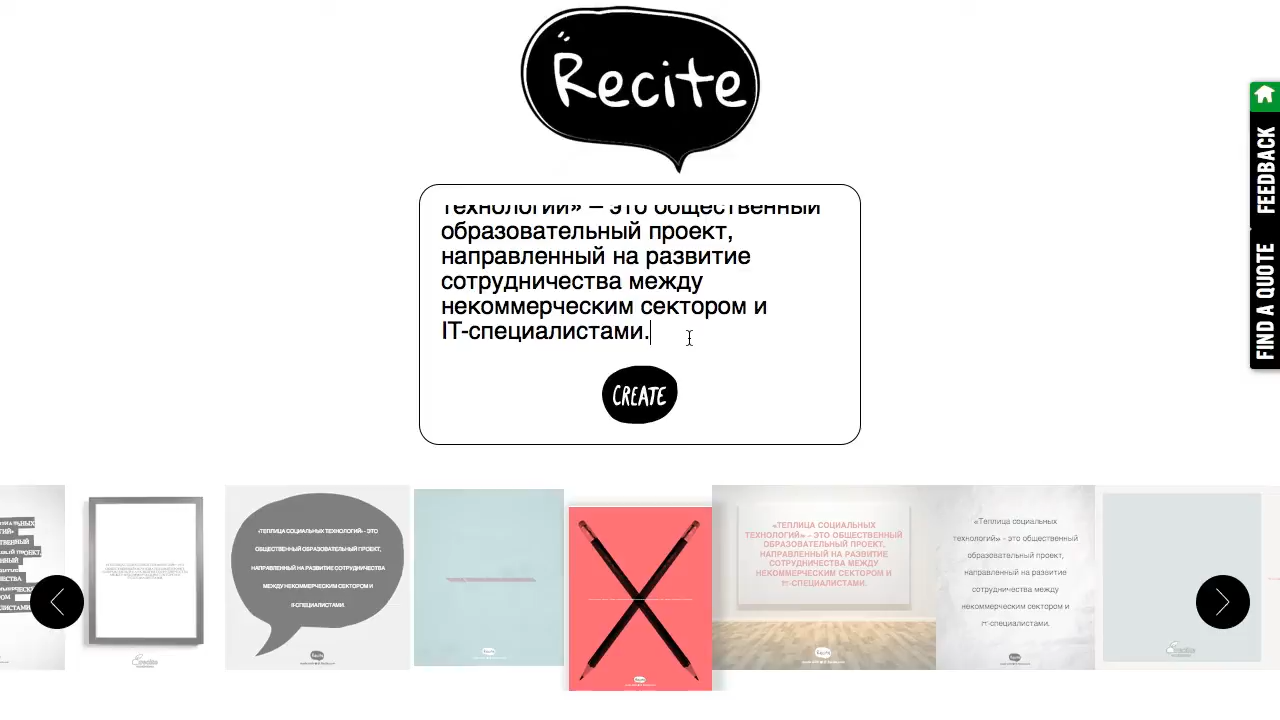 Recite
технологий» – это общественный
образовательный проект,
направленный на развитие
сотрудничества между
некоммерческим сектором и
IT-специалистами.
CREATE
FEEDBACK
FIND A QUOTE
«ТЕПЛИЦА СОЦИАЛЬНЫХ ТЕХНОЛОГИЙ» - ЭТО
ОБЩЕСТВЕННЫЙ ОБРАЗОВАТЕЛЬНЫЙ ПРОЕКТ,
НАПРАВЛЕННЫЙ НА РАЗВИТИЕ СОТРУДНИЧЕСТВА
МЕЖДУ НЕКОММЕРЧЕСКИМ СЕКТОРОМ И
IT-СПЕЦИАЛИСТАМИ.
«ТЕПЛИЦА СОЦИАЛЬНЫХ
ТЕХНОЛОГИЙ» - ЭТО ОБЩЕСТВЕННЫЙ
ОБРАЗОВАТЕЛЬНЫЙ ПРОЕКТ,
НАПРАВЛЕННЫЙ НА РАЗВИТИЕ
СОТРУДНИЧЕСТВА МЕЖДУ
НЕКОММЕРЧЕСКИМ СЕКТОРОМ И
IT-СПЕЦИАЛИСТАМИ.
Recite
«Теплица социальных
технологий» - это общественный
образовательный проект,
направленный на развитие
сотрудничества между
некоммерческим сектором и
IT-специалистами.